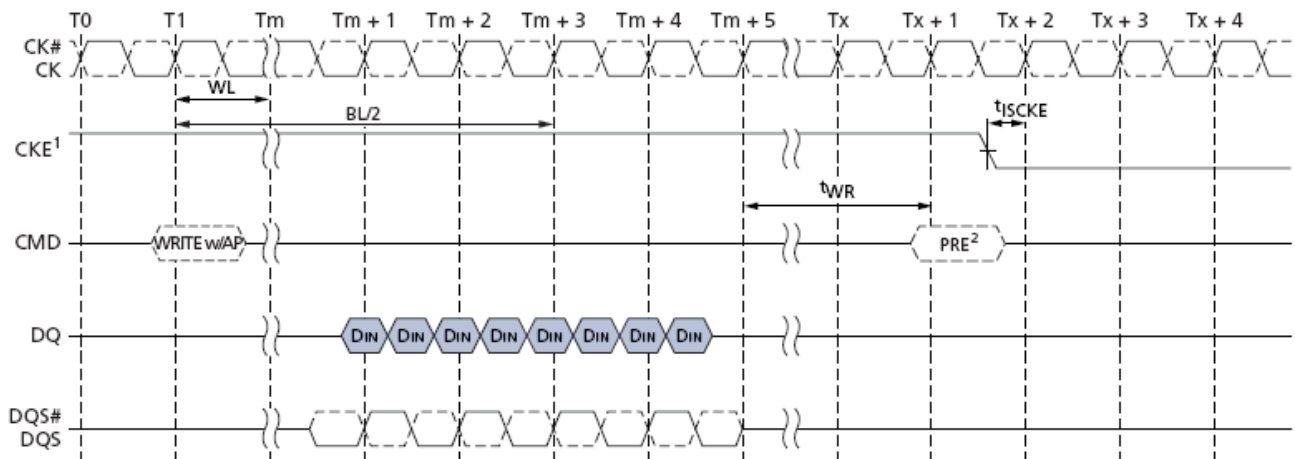 T0 T1 Tm Tm + 1 Tm + 2 Tm + 3 Tm + 4 Tm + 5 Tx Tx + 1 Tx + 2 Tx + 3 Tx + 4
CK#
CK
WL
BL/2
tISCKE
CKE1
tWR
CMD WRITE w/AP PRE2
DQ DIN DIN DIN DIN DIN DIN DIN DIN
DQS#
DQS